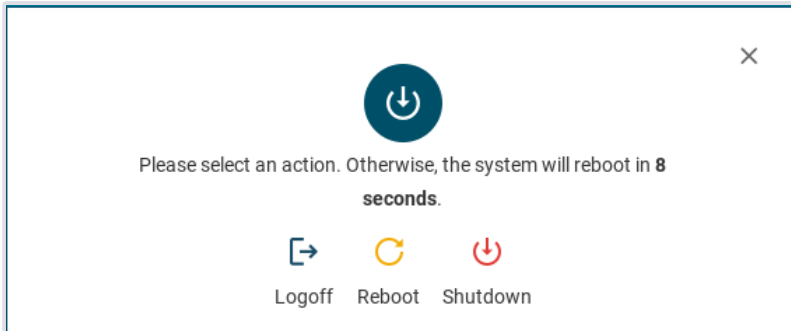 Please select an action. Otherwise, the system will reboot in 8
seconds.
Logoff Reboot Shutdown